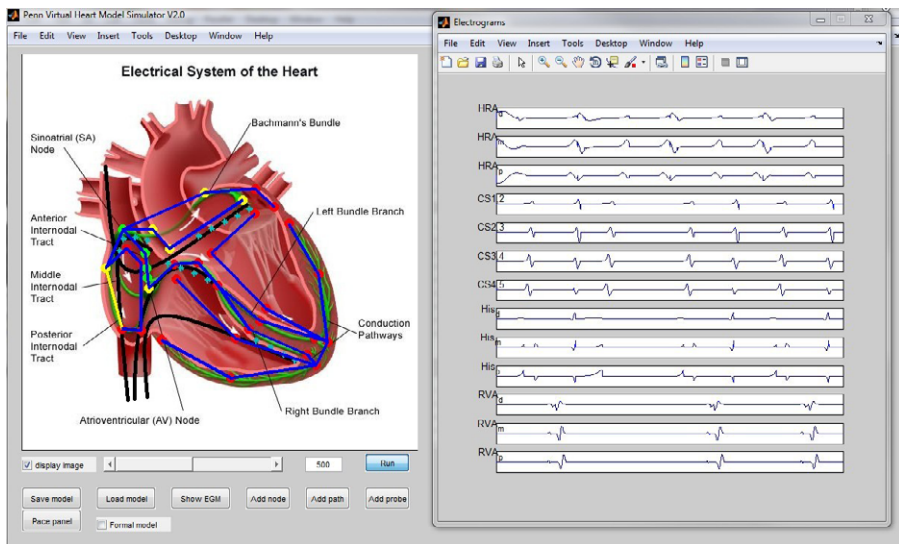 Penn Virtual Heart Model Simulator V2.0
File Edit View Insert Tools Desktop Window Help
Electrical System of the Heart
Bachmann's Bundle
Sinoatrial (SA)
Node
Anterior
Internodal
Tract
Left Bundle Branch
Middle
Internodal
Tract
Posterior
Internodal
Tract
Conduction
Pathways
Right Bundle Branch
Atrioventricular (AV) Node
display image
500
Run
Save model
Load model
Show EGM
Add node
Add path
Add probe
Pace panel
Formal model
Electrograms
File Edit View Insert Tools Desktop Window Help
HRA d
HRA m
HRA p
CS1,2
CS2,3
CS3,4
CS4,5
His
His m
His
RVA d
RVA m
RVA p